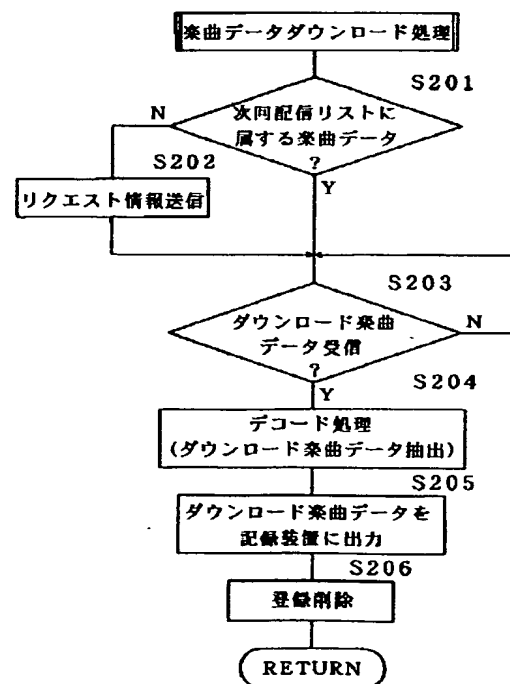 楽曲データダウンロード処理
S201
次回配信リストに
属する楽曲データ
?
N
Y
S202
リクエスト情報送信
S203
ダウンロード楽曲
データ受信
?
N
Y
S204
デコード処理
(ダウンロード楽曲データ抽出)
S205
ダウンロード楽曲データを
記録装置に出力
S206
登録削除
RETURN